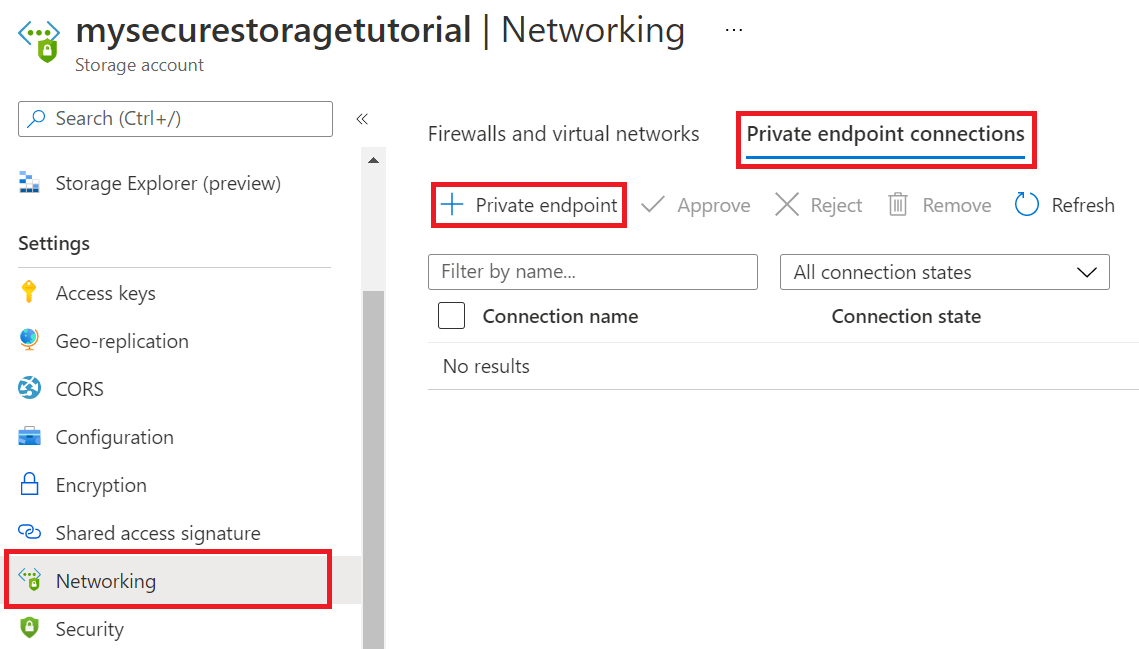 mysecurestoragetutorial | Networking ...
Storage account
Search (Ctrl+/)
«
Storage Explorer (preview)
Settings
Access keys
Geo-replication
CORS
Configuration
Encryption
Shared access signature
Networking
Security
Firewalls and virtual networks Private endpoint connections
+ Private endpoint Approve Reject Remove Refresh
Filter by name... All connection states
Connection name Connection state
No results